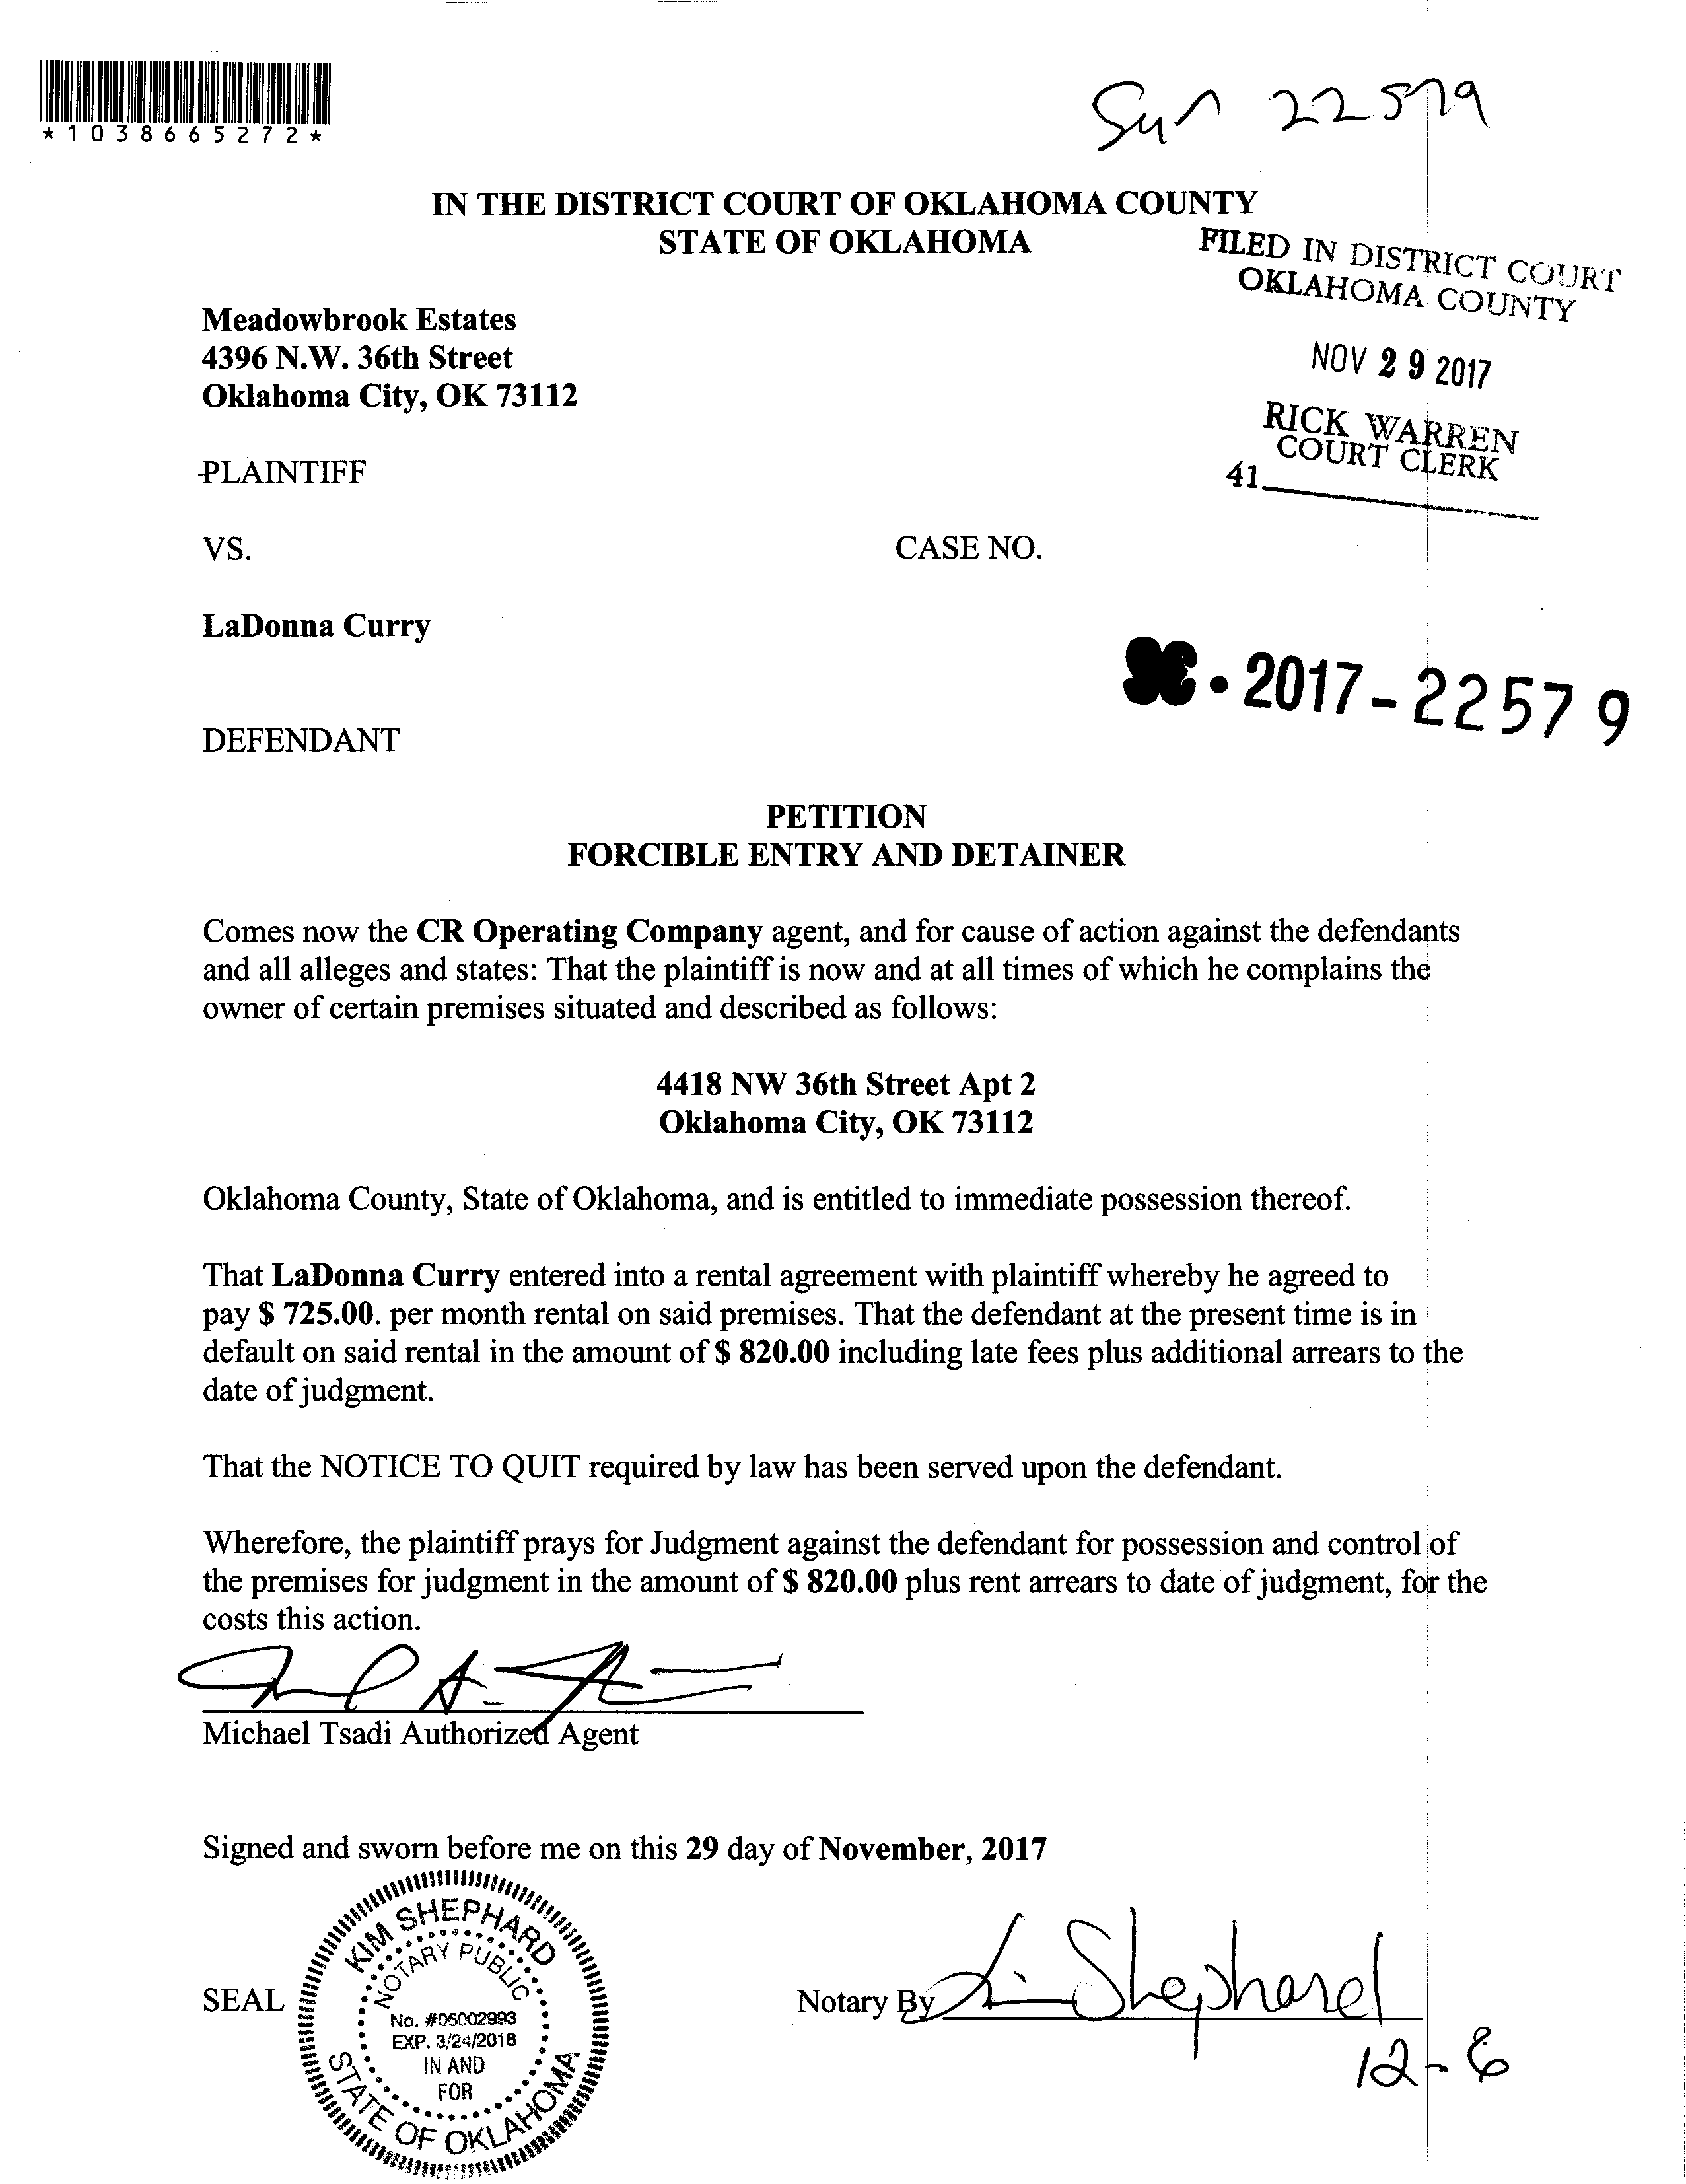 *1038665272*
22579
IN THE DISTRICT COURT OF OKLAHOMA COUNTY
STATE OF OKLAHOMA
FILED IN DISTRICT COURT
OKLAHOMA COUNTY
NOV 29 2017
RICK WARREN
COURT CLERK
41
Meadowbrook Estates
4396 N.W. 36th Street
Oklahoma City, OK 73112
PLAINTIFF
VS.
CASE NO.
LaDonna Curry
2017-22579
DEFENDANT
PETITION
FORCIBLE ENTRY AND DETAINER
Comes now the CR Operating Company agent, and for cause of action against the defendants
and all alleges and states: That the plaintiff is now and at all times of which he complains the
owner of certain premises situated and described as follows:
4418 NW 36th Street Apt 2
Oklahoma City, OK 73112
Oklahoma County, State of Oklahoma, and is entitled to immediate possession thereof.
That LaDonna Curry entered into a rental agreement with plaintiff whereby he agreed to
pay $ 725.00. per month rental on said premises. That the defendant at the present time is in
default on said rental in the amount of $ 820.00 including late fees plus additional arrears to the
date of judgment.
That the NOTICE TO QUIT required by law has been served upon the defendant.
Wherefore, the plaintiff prays for Judgment against the defendant for possession and control of
the premises for judgment in the amount of $ 820.00 plus rent arrears to date of judgment, for the
costs this action.
Michael Tsadi Authorized Agent
Signed and sworn before me on this 29 day of November, 2017
SEAL
KIM SHEPHARD
NOTARY PUBLIC
No. #05002993
EXP. 3/24/2018
IN AND
FOR
STATE OF OKLAHOMA
Notary By Shephard
12-6